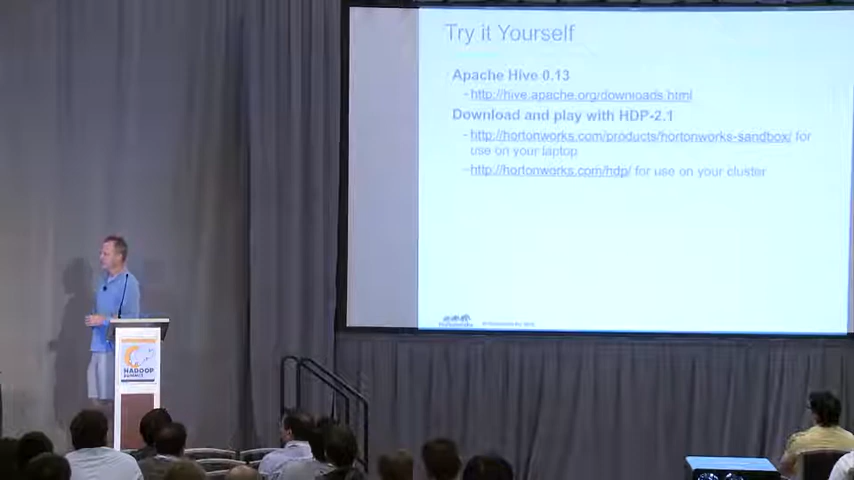 Try it Yourself
Apache Hive 0.13
–http://hive.apache.org/downloads.html
Download and play with HDP-2.1
–http://hortonworks.com/products/hortonworks-sandbox/ for
use on your laptop
–http://hortonworks.com/hdp/ for use on your cluster
Hortonworks
HADOOP
SUMMIT